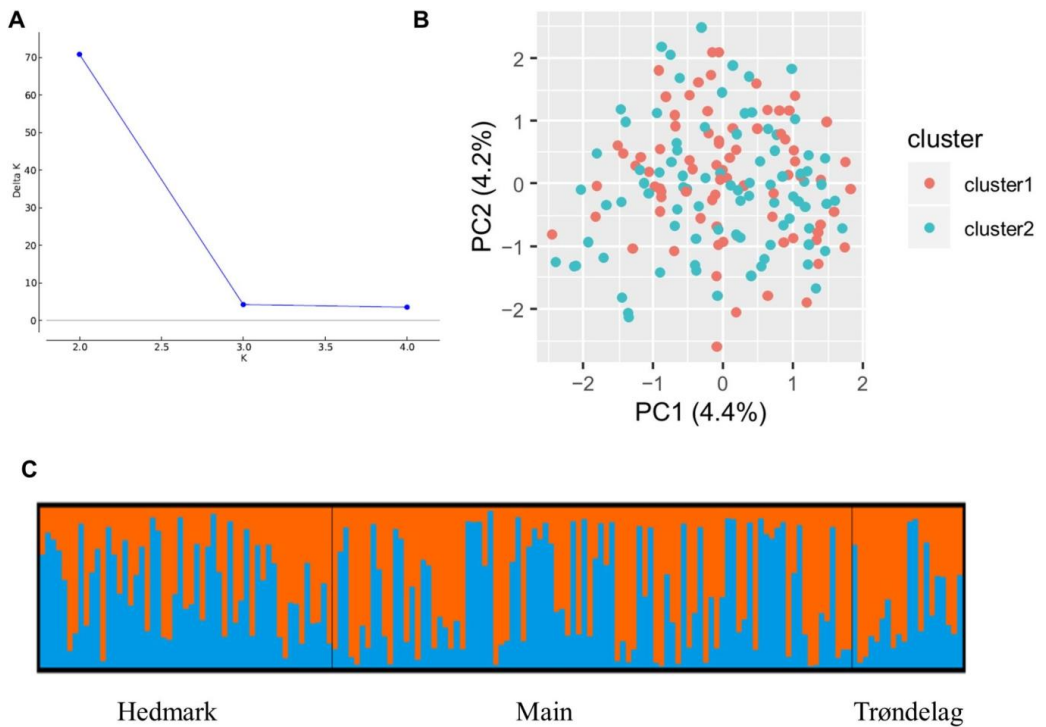 A
Delta K
70
60
50
40
30
20
10
0
2.0 2.5 3.0 3.5 4.0
K
B
PC2 (4.2%)
2
1
0
−1
−2
−2 −1 0 1 2
PC1 (4.4%)
cluster
cluster1
cluster2
C
Hedmark Main Trøndelag